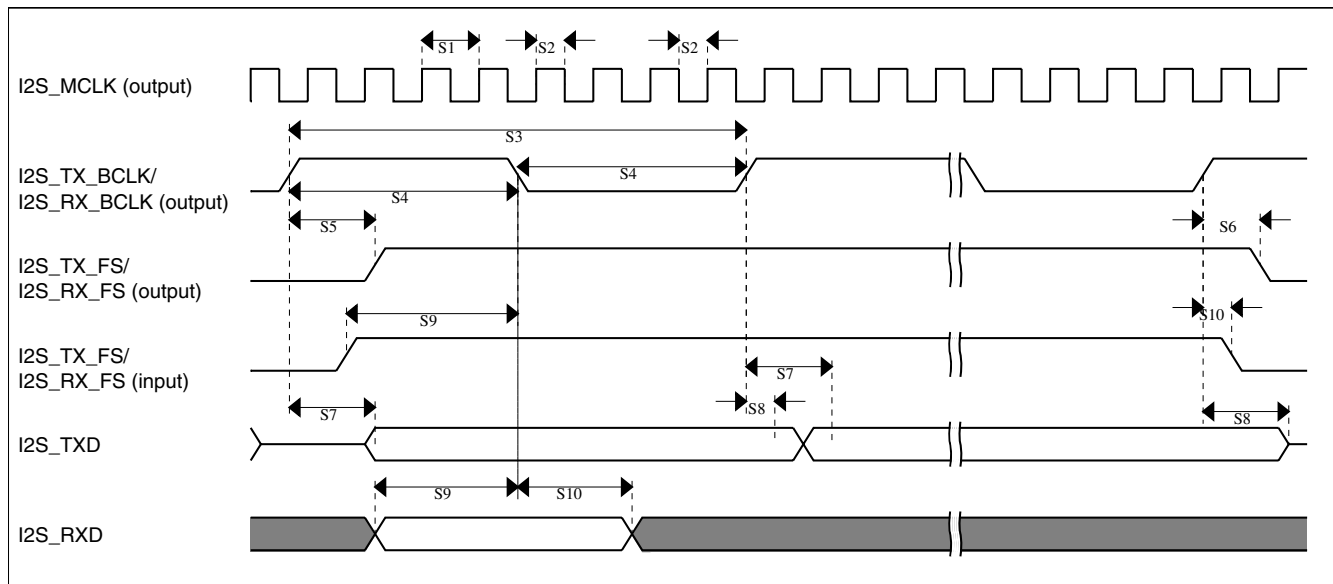 S1
S2
S2
I2S_MCLK (output)
S3
I2S_TX_BCLK/
I2S_RX_BCLK (output)
S4
S4
S5
S6
I2S_TX_FS/
I2S_RX_FS (output)
S9
S10
I2S_TX_FS/
I2S_RX_FS (input)
S7
S7
S8
S8
I2S_TXD
S9
S10
I2S_RXD